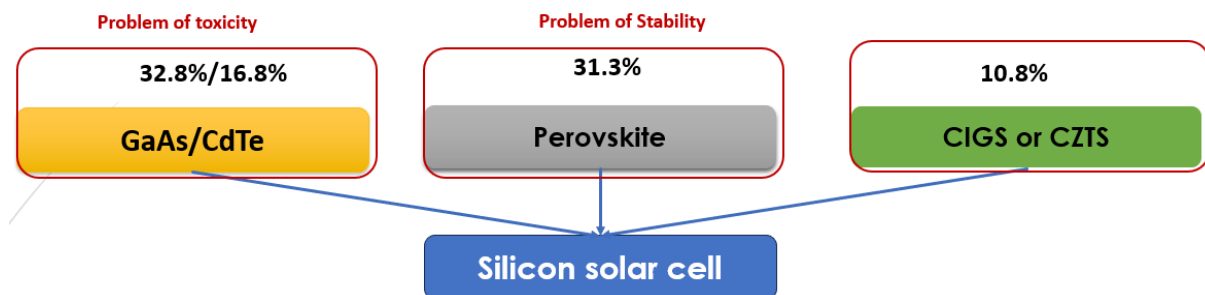 Problem of toxicity
Problem of Stability
32.8%/16.8%
31.3%
10.8%
GaAs/CdTe
Perovskite
CIGS or CZTS
Silicon solar cell